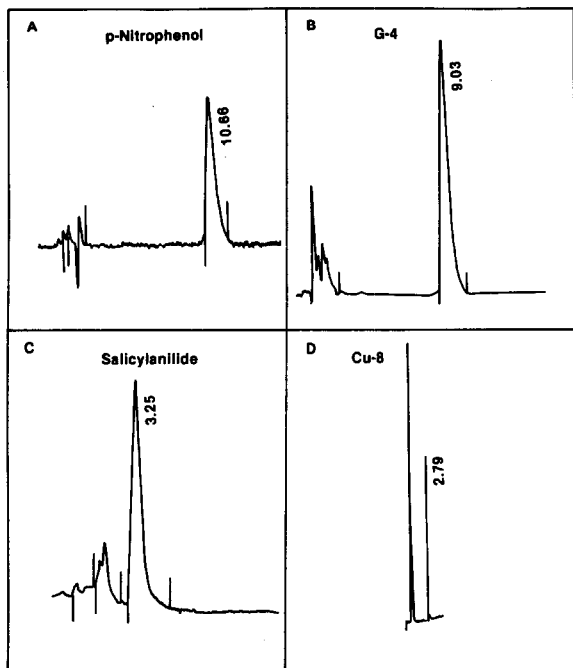 A
p-Nitrophenol
10.66
B
G-4
9.03
C
Salicylanilide
3.25
D
Cu-8
2.79